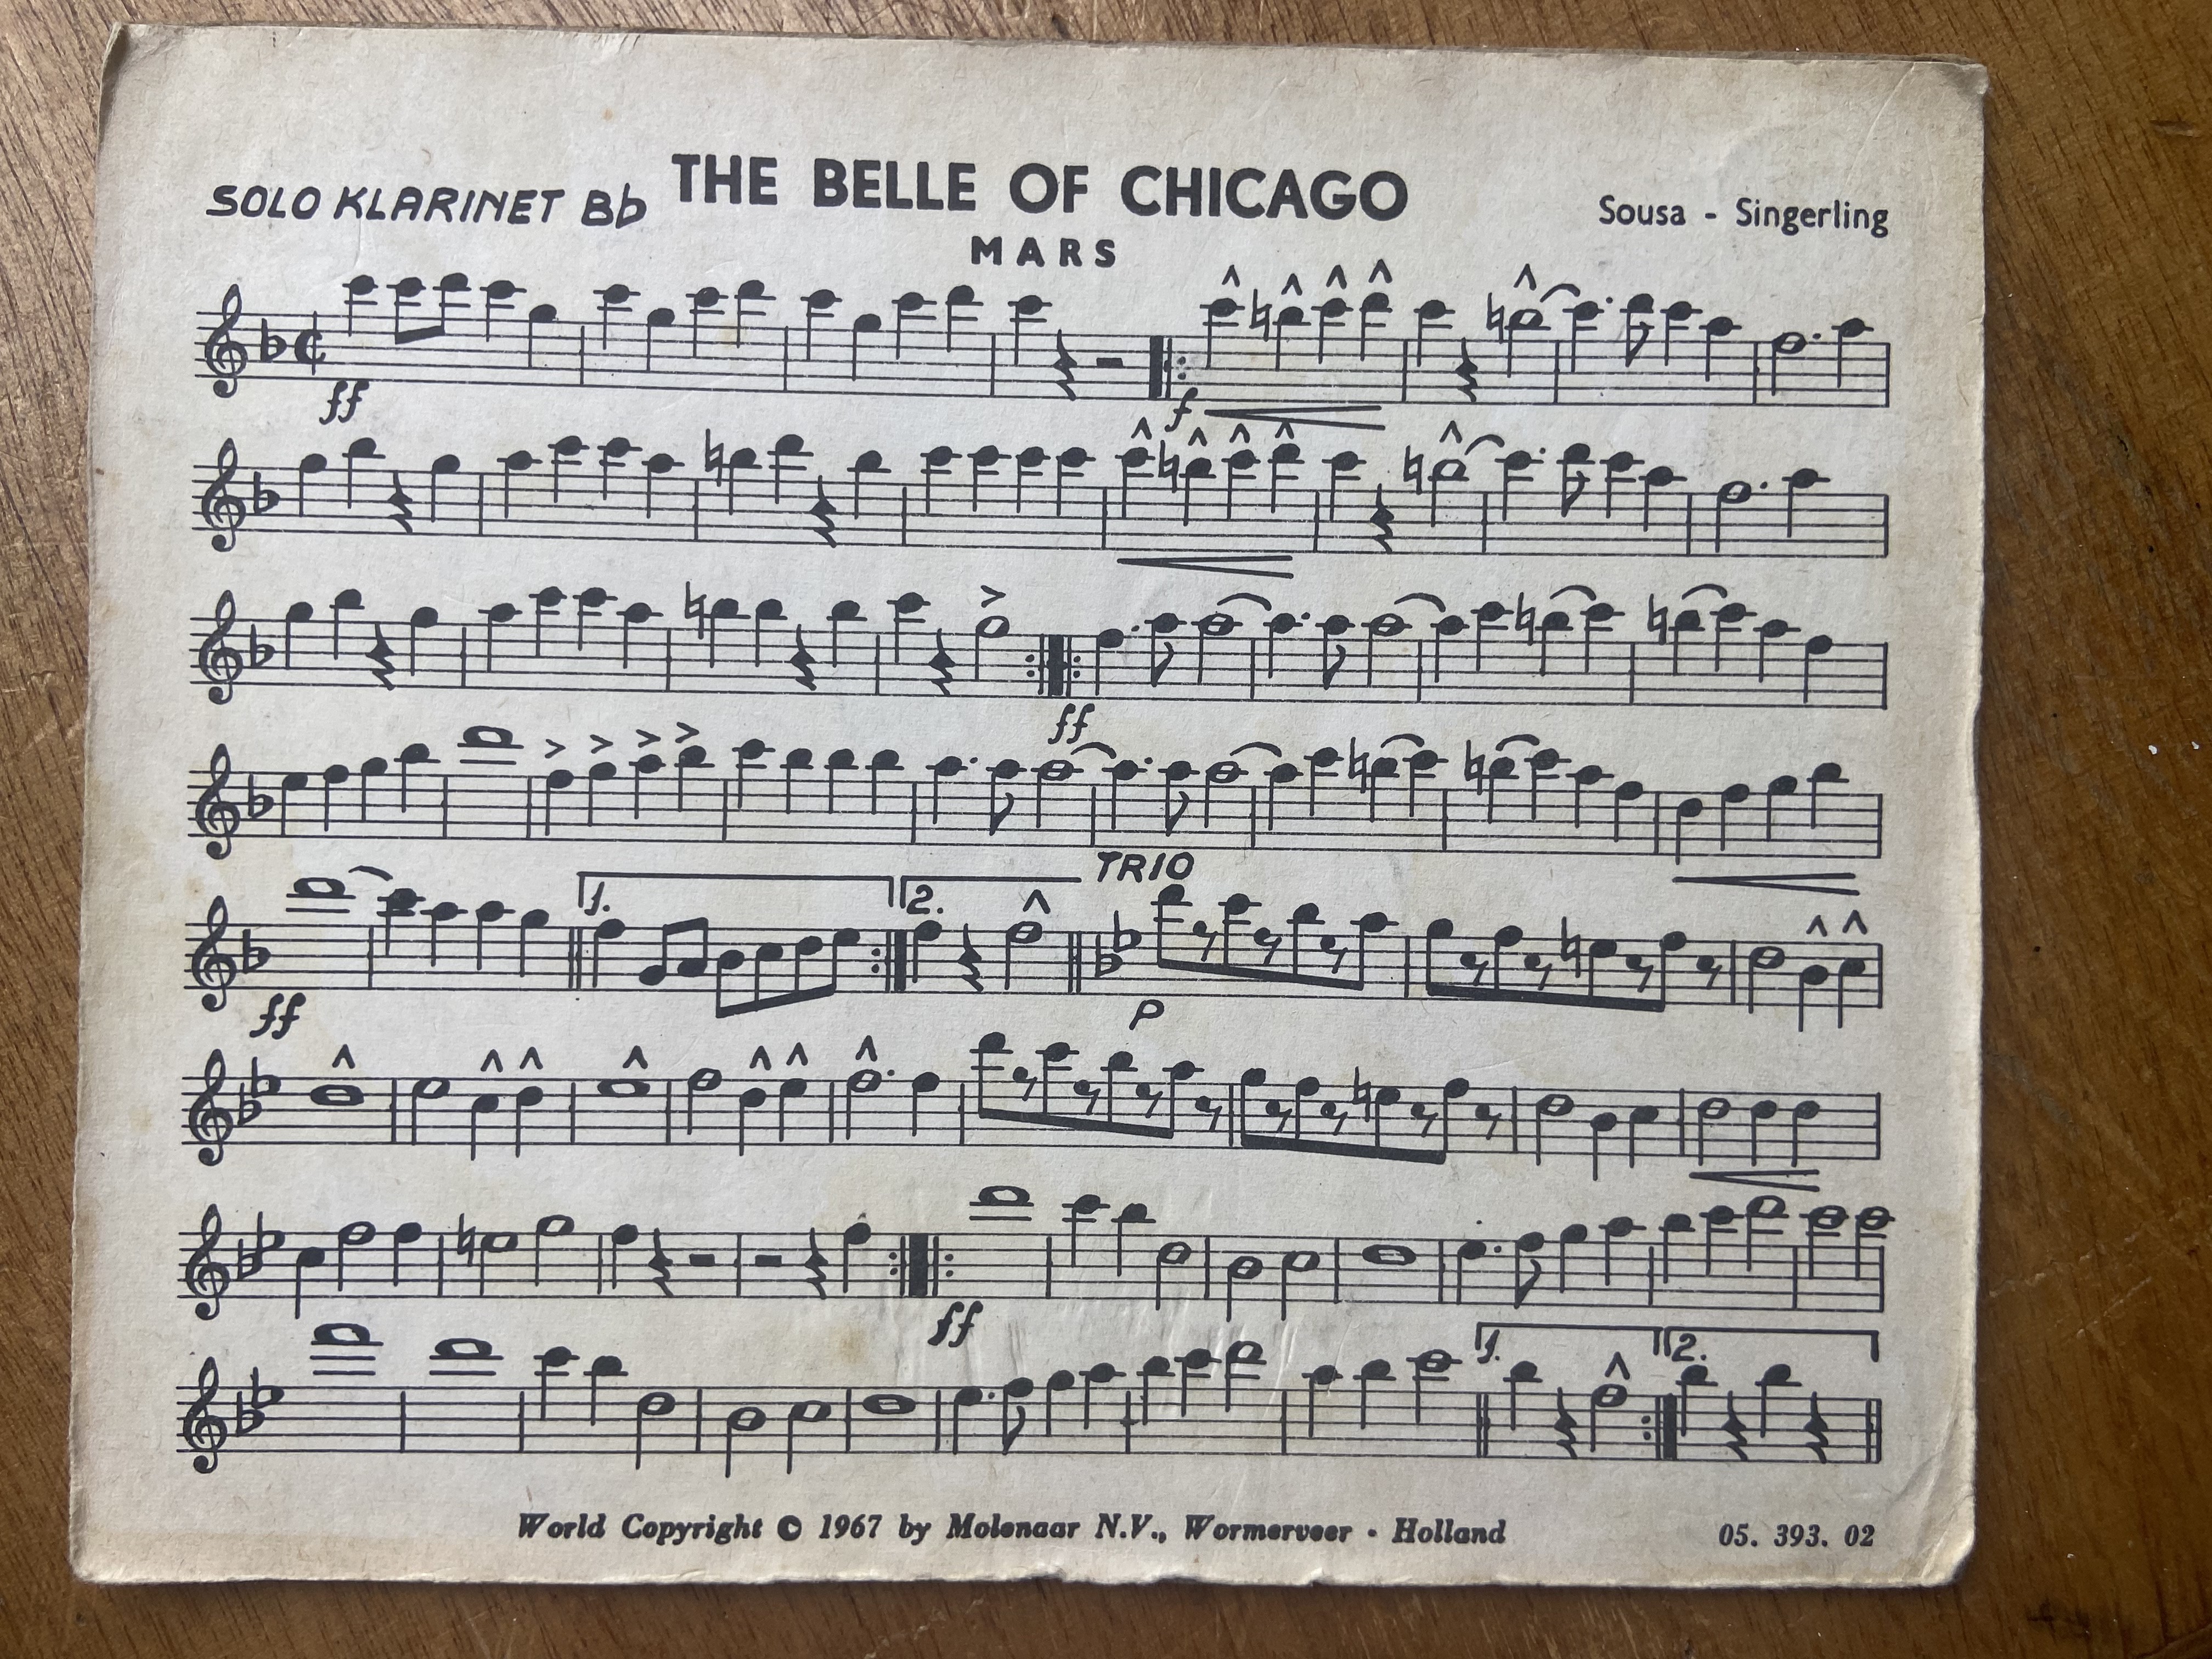 SOLO KLARINET Bb THE BELLE OF CHICAGO Sousa - Singerling
MARS
ff f
ff
TRIO
1. 2.
ff p
ff
1. 2.
World Copyright © 1967 by Molenaar N.V., Wormerveer • Holland 05. 393. 02